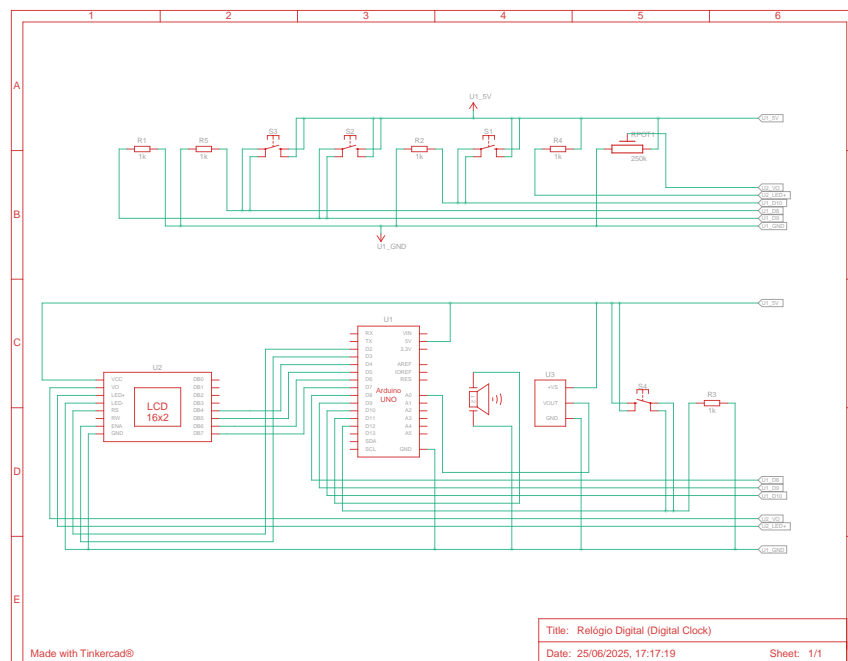 1 2 3 4 5 6
A
U1_5V
U1_5V
R1 R5 S3 S2 R2 S1 R4 RPOT1
1k 1k 1k 1k 250k
U2_VO
U2_LED+
U1_D10
B
U1_D8
U1_D9
U1_GND
U1_GND
U1_5V
C
U1
RX VIN
TX 5V
D2 3.3V
D3
D4 AREF
D5 IOREF
D6 RES
D7
D8 A0
D9 A1
D10 A2
D11 A3
D12 A4
D13 A5
SDA
SCL GND
Arduino
UNO
U2
VCC DB0
VO DB1
LED+ DB2
LED- DB3
RS DB4
RW DB5
ENA DB6
GND DB7
LCD
16x2
U3
+VS
VOUT
GND
S4
R3
1k
D
U1_D8
U1_D9
U1_D10
U2_VO
U2_LED+
U1_GND
E
Title: Relógio Digital (Digital Clock)
Made with Tinkercad®
Date: 25/06/2025, 17:17:19 Sheet: 1/1